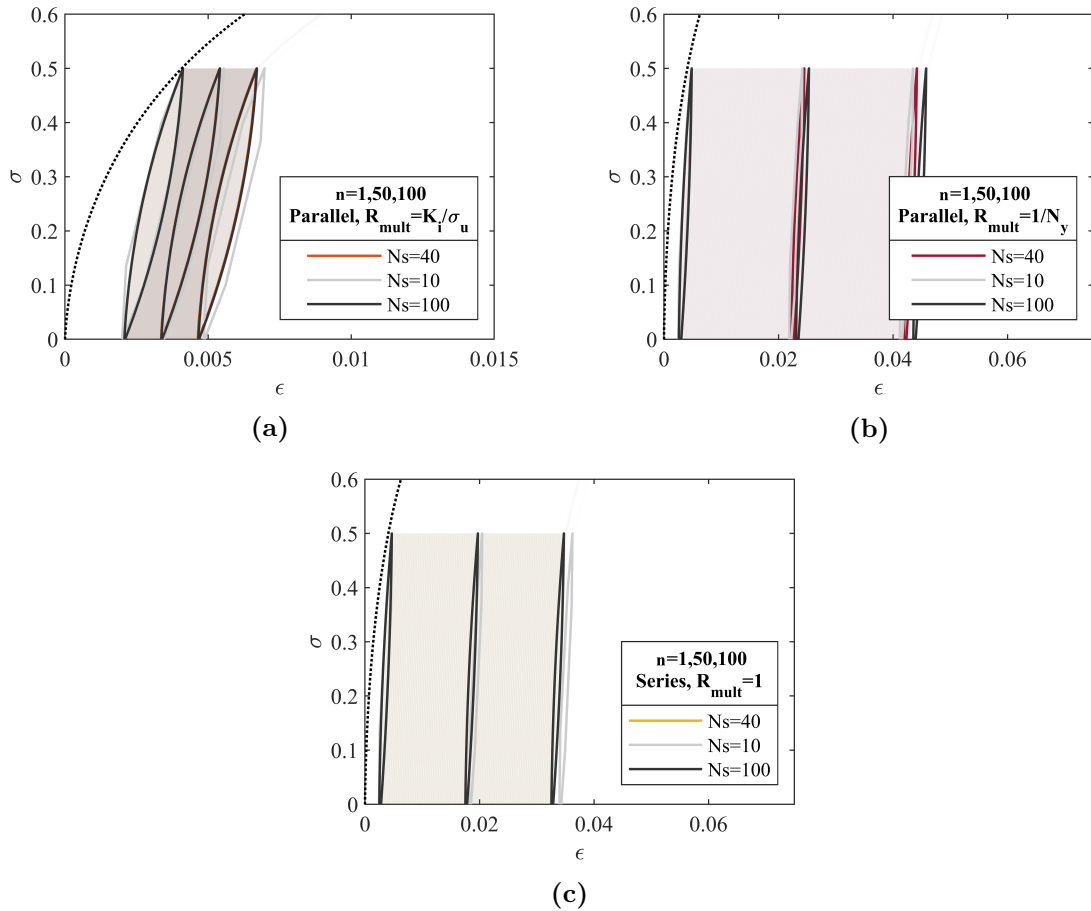 0.6
0.5
0.4
0.3
0.2
0.1
0
σ
0 0.005 0.01 0.015
ϵ
n=1,50,100
Parallel, R_mult=K_i/σ_u
Ns=40
Ns=10
Ns=100
(a)
0.6
0.5
0.4
0.3
0.2
0.1
0
σ
0 0.02 0.04 0.06
ϵ
n=1,50,100
Parallel, R_mult=1/N_y
Ns=40
Ns=10
Ns=100
(b)
0.6
0.5
0.4
0.3
0.2
0.1
0
σ
0 0.02 0.04 0.06
ϵ
n=1,50,100
Series, R_mult=1
Ns=40
Ns=10
Ns=100
(c)